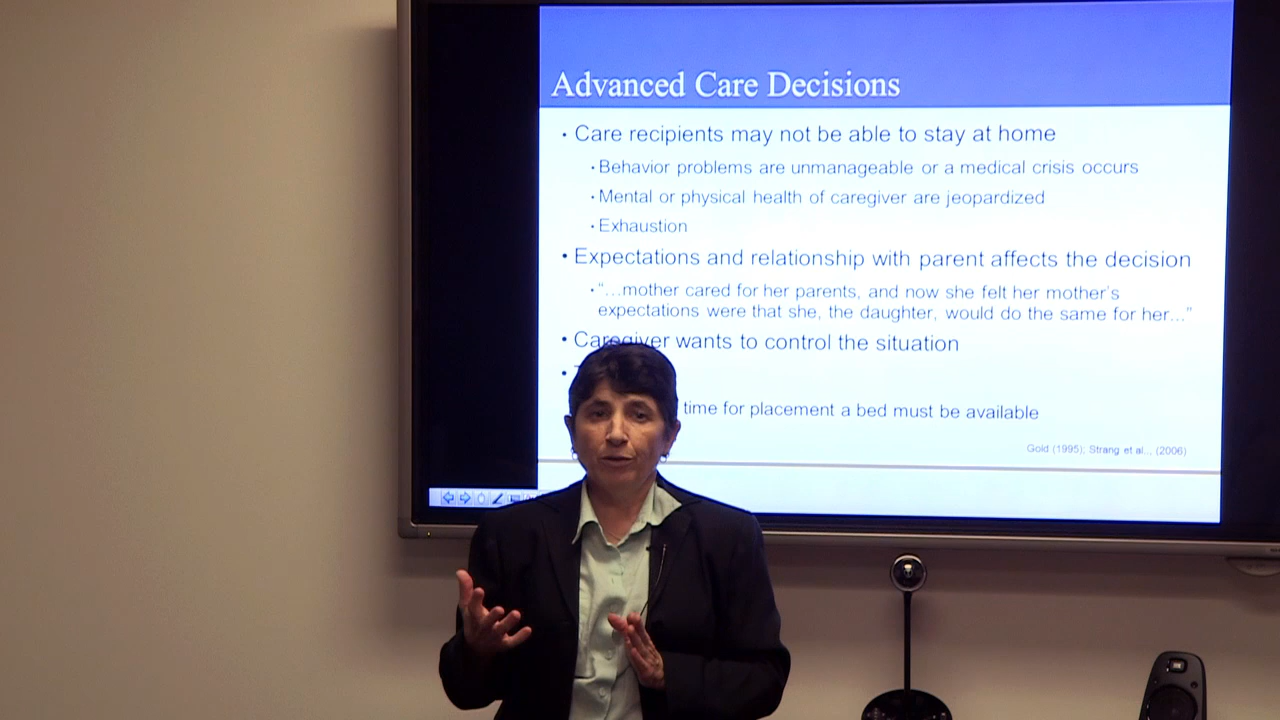 Advanced Care Decisions
• Care recipients may not be able to stay at home
• Behavior problems are unmanageable or a medical crisis occurs
• Mental or physical health of caregiver are jeopardized
• Exhaustion
• Expectations and relationship with parent affects the decision
• “...mother cared for her parents, and now she felt her mother’s
expectations were that she, the daughter, would do the same for her...”
• Caregiver wants to control the situation
•
time for placement a bed must be available
Gold (1995); Strang et al.., (2006)